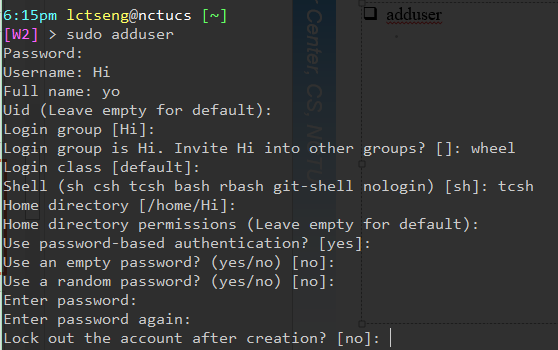 6:15pm lctseng@nctucs [~]
[W2] > sudo adduser
Password:
Username: Hi
Full name: yo
Uid (Leave empty for default):
Login group [Hi]:
Login group is Hi. Invite Hi into other groups? []: wheel
Login class [default]:
Shell (sh csh tcsh bash rbash git-shell nologin) [sh]: tcsh
Home directory [/home/Hi]:
Home directory permissions (Leave empty for default):
Use password-based authentication? [yes]:
Use an empty password? (yes/no) [no]:
Use a random password? (yes/no) [no]:
Enter password:
Enter password again:
Lock out the account after creation? [no]:
adduser
Center, CS, NCTU